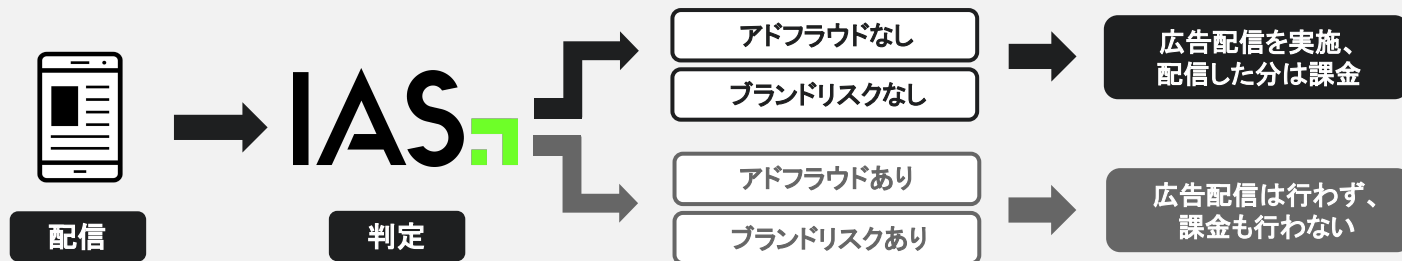 配信
IAS
判定
アドフラウドなし
ブランドリスクなし
広告配信を実施、
配信した分は課金
アドフラウドあり
ブランドリスクあり
広告配信は行わず、
課金も行わない